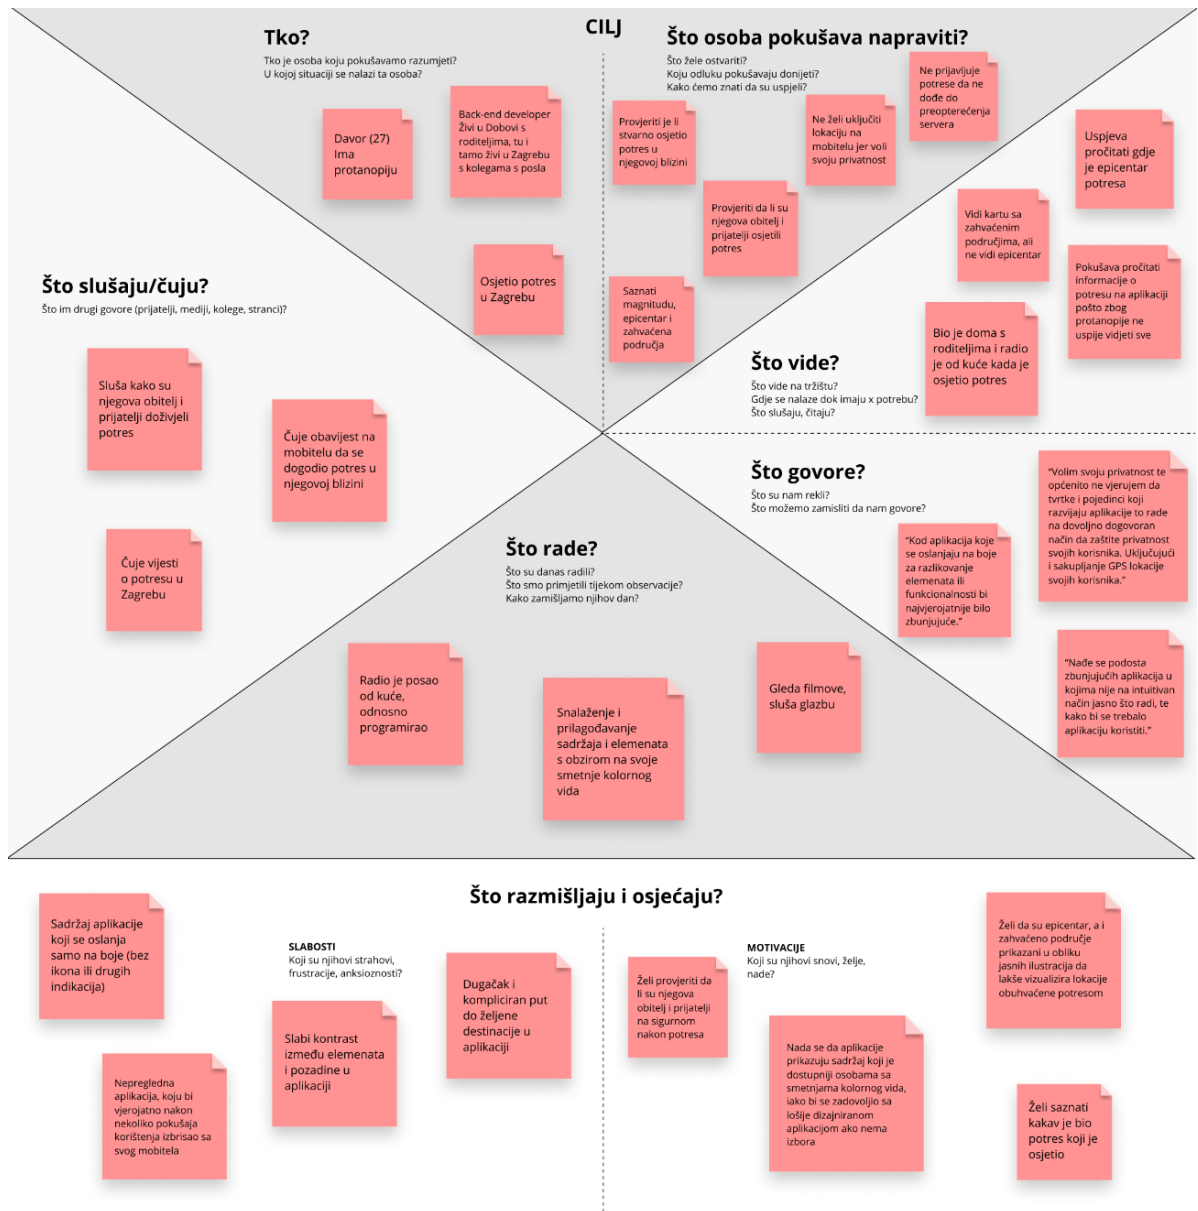 CILJ
Tko?
Tko je osoba koju pokušavamo razumjeti?
U kojoj situaciji se nalazi ta osoba?
Davor (27)
Ima
protanopiju
Back-end developer
Živi u Dobovi s
roditeljima, tu i
tamo živi u Zagrebu
s kolegama s posla
Osjetio potres
u Zagrebu
Što osoba pokušava napraviti?
Što žele ostvariti?
Koju odluku pokušavaju donijeti?
Kako ćemo znati da su uspjeli?
Provjeriti je li
stvarno osjetio
potres u
njegovoj blizini
Ne želi uključiti
lokaciju na
mobitelu jer voli
svoju privatnost
Ne prijavljuje
potrese da ne
dođe do
preopterećenja
servera
Provjeriti da li su
njegova obitelj i
prijatelji osjetili
potres
Saznati
magnitudu,
epicentar i
zahvaćena
područja
Uspjeva
pročitati gdje
je epicentar
potresa
Vidi kartu sa
zahvaćenim
područjima, ali
ne vidi epicentar
Pokušava pročitati
informacije o
potresu na aplikaciji
pošto zbog
protanopije ne
uspije vidjeti sve
Bio je doma s
roditeljima i radio
je od kuće kada je
osjetio potres
Što vide?
Što vide na tržištu?
Gdje se nalaze dok imaju x potrebu?
Što slušaju, čitaju?
Što slušaju/čuju?
Što im drugi govore (prijatelji, mediji, kolege, stranci)?
Sluša kako su
njegova obitelj i
prijatelji doživjeli
potres
Čuje obavijest na
mobitelu da se
dogodio potres u
njegovoj blizini
Čuje vijesti
o potresu u
Zagrebu
Što govore?
Što su nam rekli?
Što možemo zamisliti da nam govore?
“Volim svoju privatnost te
općenito ne vjerujem da
tvrtke i pojedinci koji
razvijaju aplikacije to rade
na dovoljno dogovoran
način da zaštite privatnost
svojih korisnika. Uključujući
i sakupljanje GPS lokacije
svojih korisnika.”
“Kod aplikacija koje
se oslanjaju na boje
za razlikovanje
elemenata ili
funkcionalnosti bi
najvjerojatnije bilo
zbunjujuće.”
“Nađe se podosta
zbunjujućih aplikacija u
kojima nije na intuitivan
način jasno što radi, te
kako bi se trebalo
aplikaciju koristiti.”
Što rade?
Što su danas radili?
Što smo primjetili tijekom observacije?
Kako zamišljamo njihov dan?
Radio je posao
od kuće,
odnosno
programirao
Snalaženje i
prilagođavanje
sadržaja i elemenata
s obzirom na svoje
smetnje kolornog
vida
Gleda filmove,
sluša glazbu
Što razmišljaju i osjećaju?
SLABOSTI
Koji su njihovi strahovi,
frustracije, anksioznosti?
Sadržaj aplikacije
koji se oslanja
samo na boje (bez
ikona ili drugih
indikacija)
Nepregledna
aplikacija, koju bi
vjerojatno nakon
nekoliko pokušaja
korištenja izbrisao sa
svog mobitela
Slabi kontrast
između elemenata
i pozadine u
aplikaciji
Dugačak i
kompliciran put
do željene
destinacije u
aplikaciji
MOTIVACIJE
Koji su njihovi snovi, želje,
nade?
Želi provjeriti da
li su njegova
obitelj i prijatelji
na sigurnom
nakon potresa
Nada se da aplikacije
prikazuju sadržaj koji je
dostupniji osobama sa
smetnjama kolornog vida,
iako bi se zadovoljio sa
lošije dizajniranom
aplikacijom ako nema
izbora
Želi da su epicentar, a i
zahvaćeno područje
prikazani u obliku
jasnih ilustracija da
lakše vizualizira lokacije
obuhvaćene potresom
Želi saznati
kakav je bio
potres koji je
osjetio